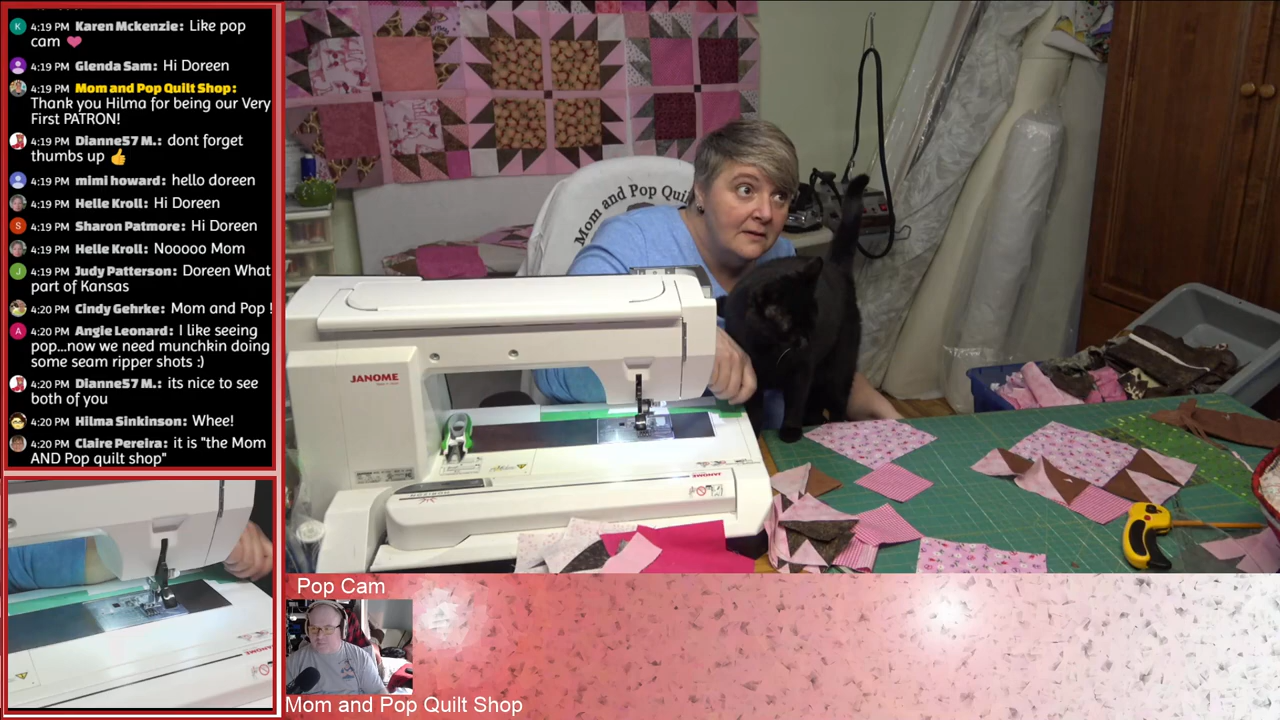 4:19 PM Karen Mckenzie: Like pop
cam ❤
4:19 PM Glenda Sam: Hi Doreen
4:19 PM Mom and Pop Quilt Shop:
Thank you Hilma for being our Very
First PATRON!
4:19 PM Dianne57 M.: dont forget
thumbs up 👍
4:19 PM mimi howard: hello doreen
4:19 PM Helle Kroll: Hi Doreen
4:19 PM Sharon Patmore: Hi Doreen
4:19 PM Helle Kroll: Nooooo Mom
4:19 PM Judy Patterson: Doreen What
part of Kansas
4:20 PM Cindy Gehrke: Mom and Pop !
4:20 PM Angie Leonard: I like seeing
pop...now we need munchkin doing
some seam ripper shots :)
4:20 PM Dianne57 M.: its nice to see
both of you
4:20 PM Hilma Sinkinson: Whee!
4:20 PM Claire Pereira: it is "the Mom
AND Pop quilt shop"
Mom and Pop Quil
JANOME
Pop Cam
Mom and Pop Quilt Shop